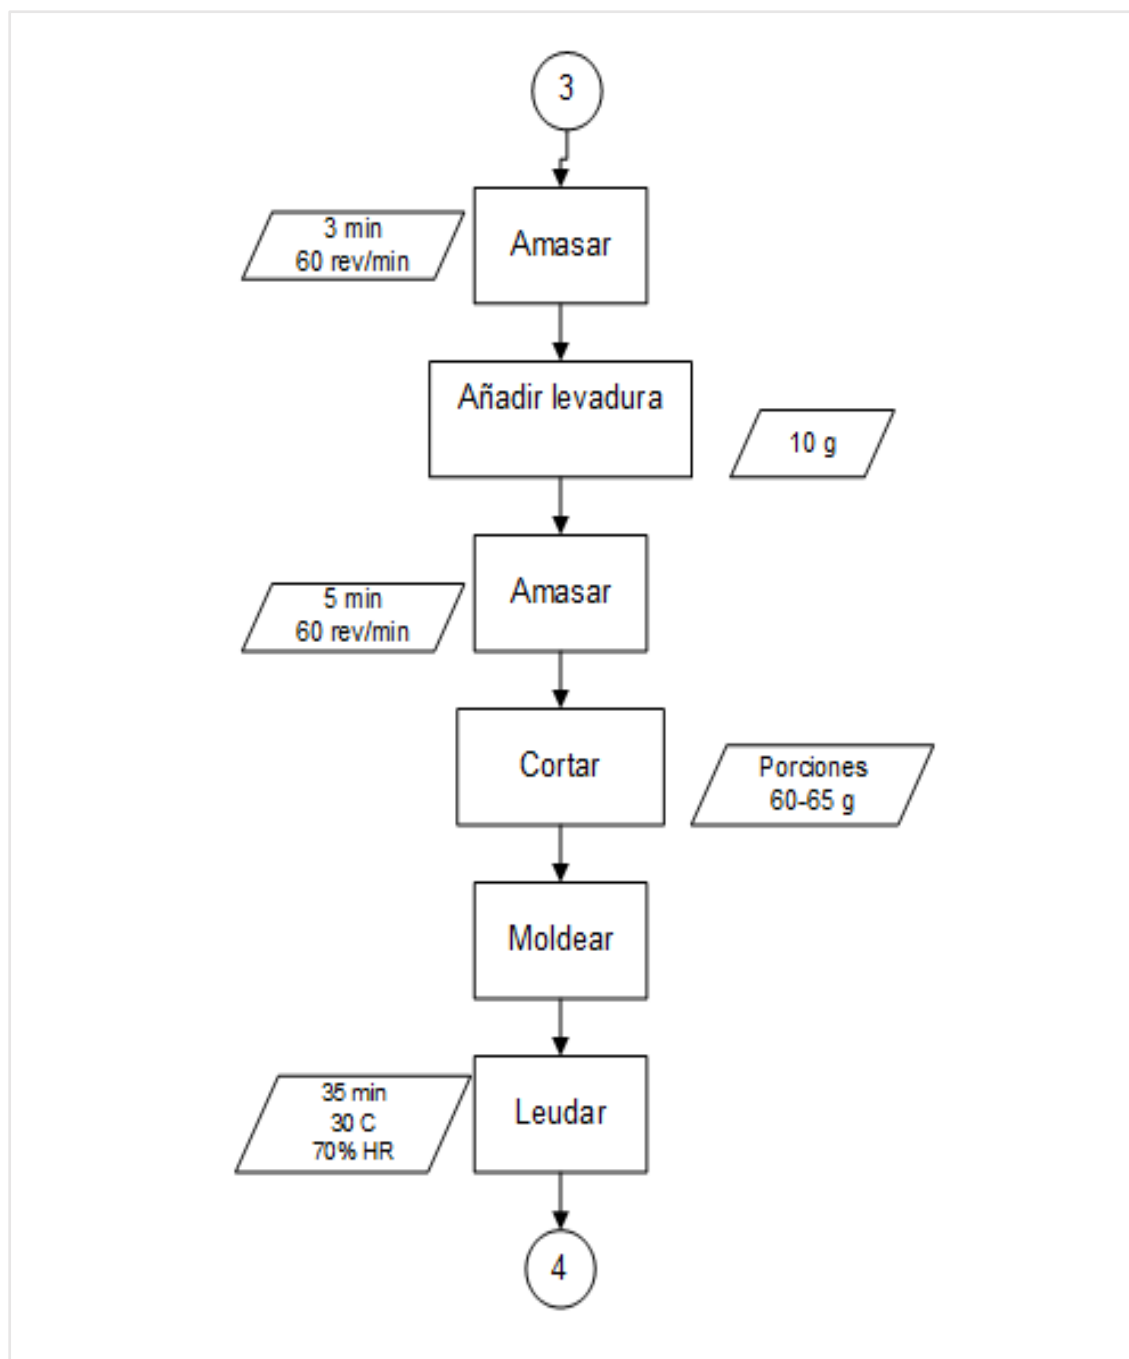 3
3 min
60 rev/min
Amasar
Añadir levadura
10 g
5 min
60 rev/min
Amasar
Cortar
Porciones
60-65 g
Moldear
35 min
30 C
70% HR
Leudar
4